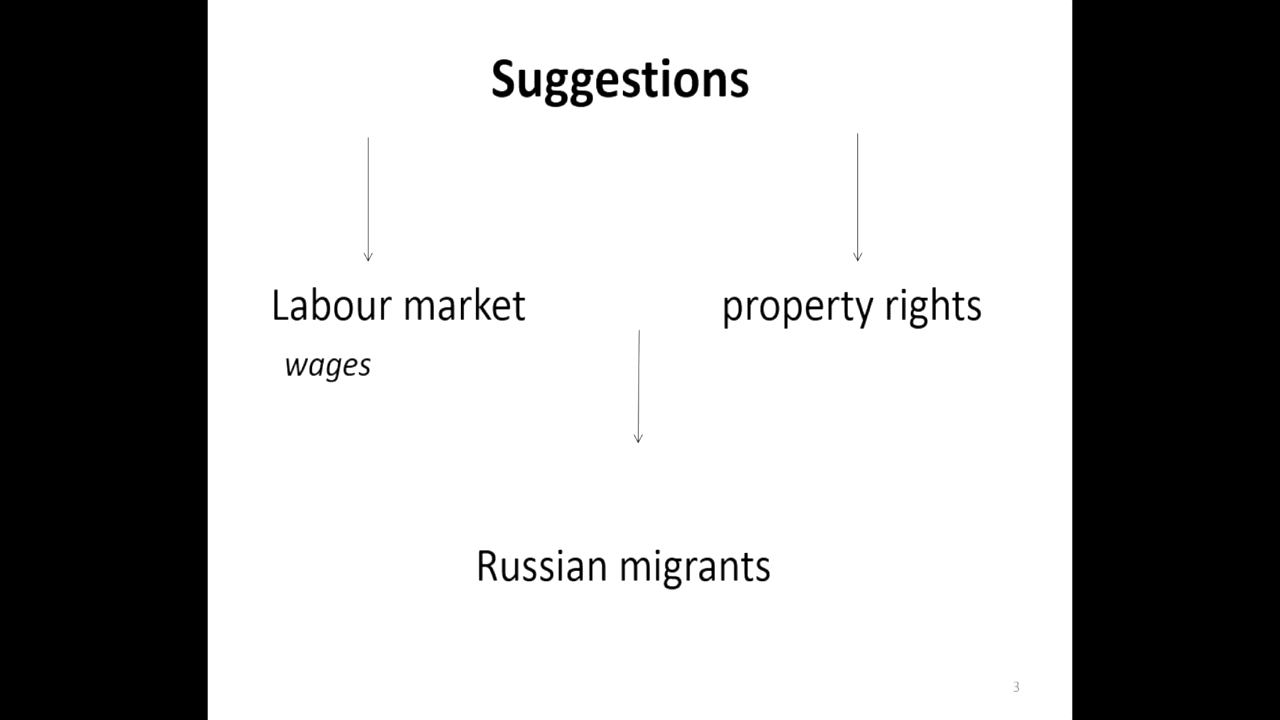 Suggestions
Labour market
property rights
wages
Russian migrants
3